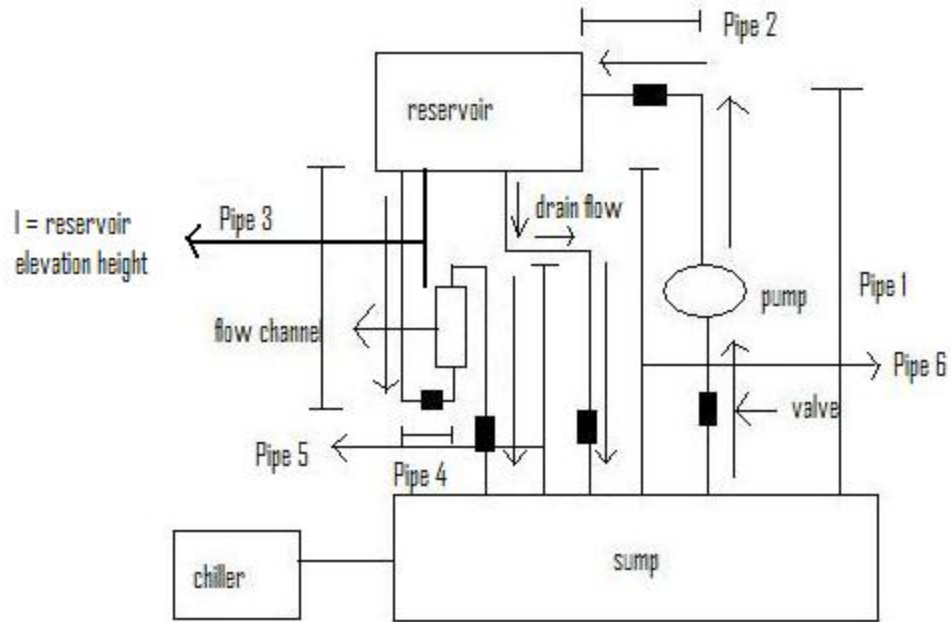 Pipe 2
reservoir
drain flow
I = reservoir
elevation height
Pipe 3
pump
Pipe 1
flow channel
Pipe 6
valve
Pipe 5
Pipe 4
chiller
sump